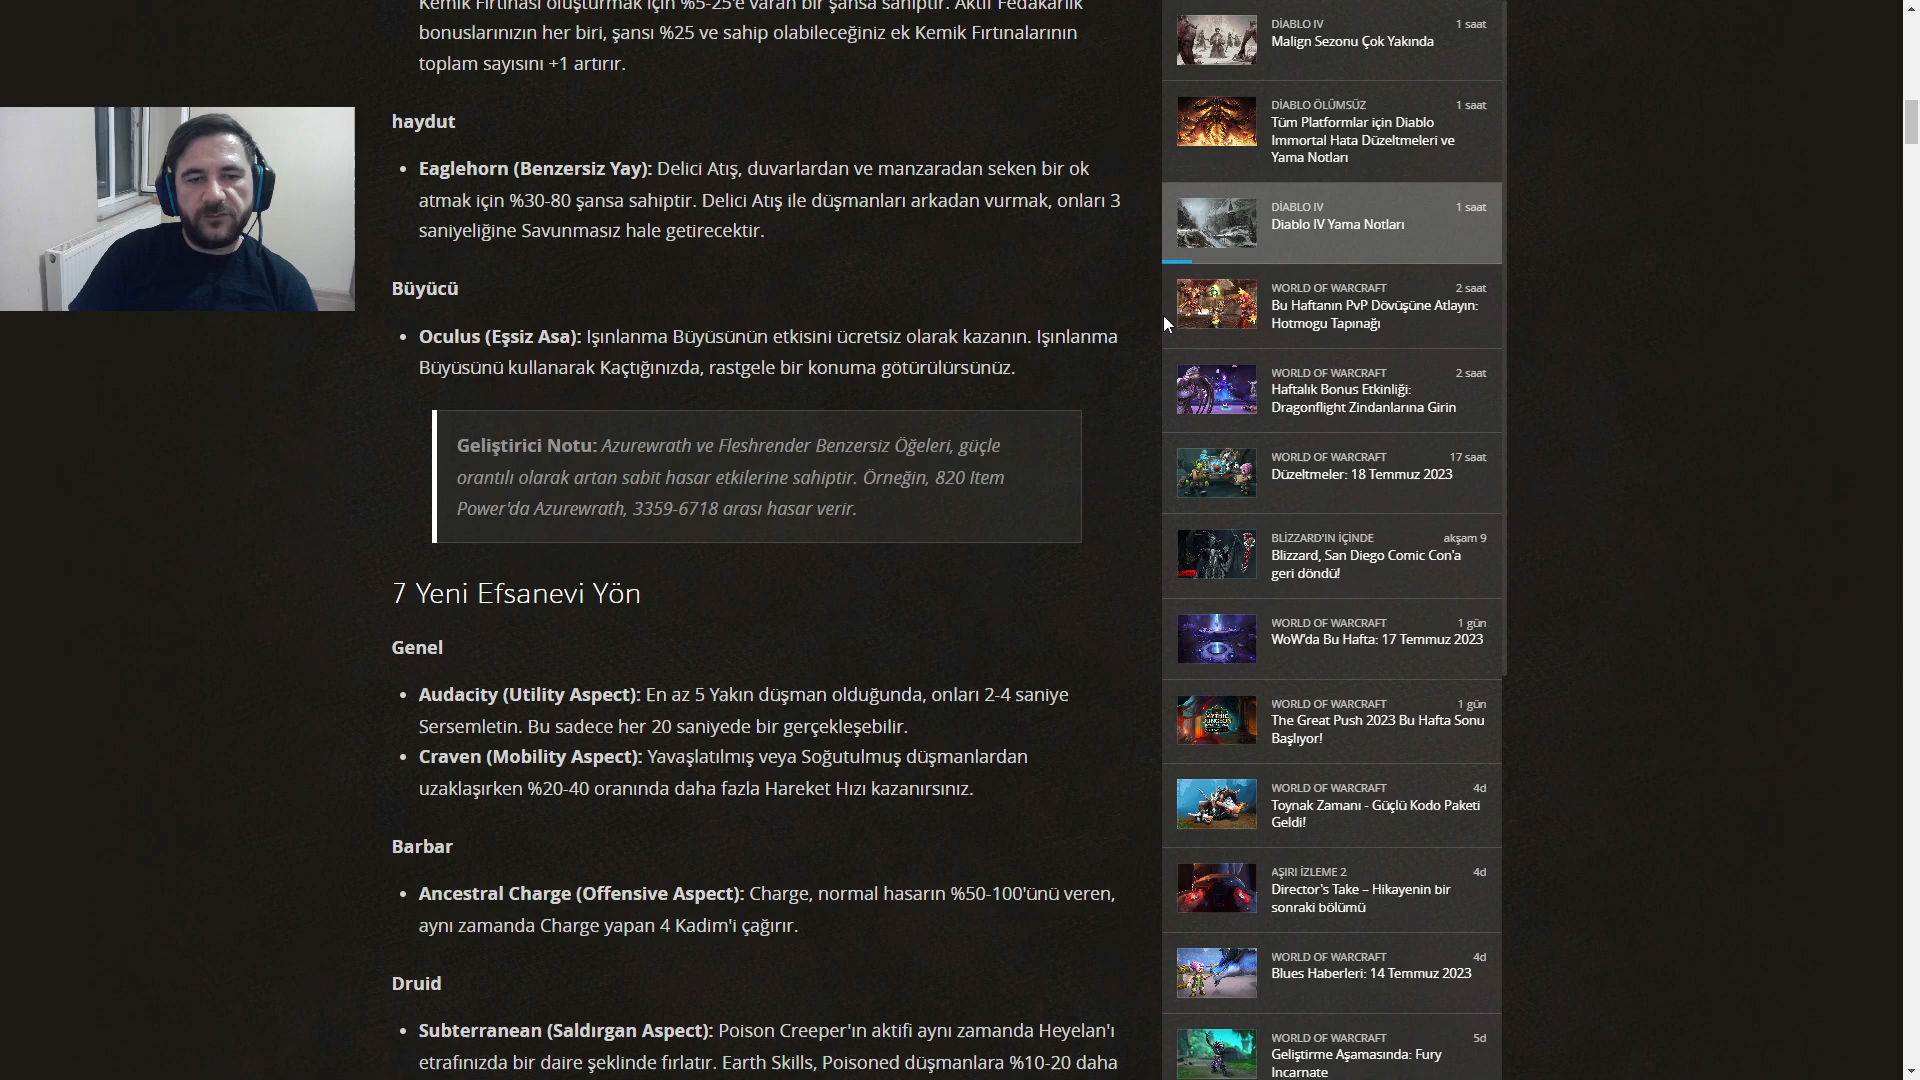 Kemik Fırtınası oluşturmak için %5-25'e varan bir şansa sahiptir. Aktif Fedakarlık
bonuslarınızın her biri, şansı %25 ve sahip olabileceğiniz ek Kemik Fırtınalarının
toplam sayısını +1 artırır.
haydut
• Eaglehorn (Benzersiz Yay): Delici Atış, duvarlardan ve manzaradan seken bir ok
atmak için %30-80 şansa sahiptir. Delici Atış ile düşmanları arkadan vurmak, onları 3
saniyeliğine Savunmasız hale getirecektir.
Büyücü
• Oculus (Eşsiz Asa): Işınlanma Büyüsünün etkisini ücretsiz olarak kazanın. Işınlanma
Büyüsünü kullanarak Kaçtığınızda, rastgele bir konuma götürülürsünüz.
Geliştirici Notu: Azurewrath ve Fleshrender Benzersiz Öğeleri, güçle
orantılı olarak artan sabit hasar etkilerine sahiptir. Örneğin, 820 Item
Power'da Azurewrath, 3359-6718 arası hasar verir.
7 Yeni Efsanevi Yön
Genel
• Audacity (Utility Aspect): En az 5 Yakın düşman olduğunda, onları 2-4 saniye
Sersemletin. Bu sadece her 20 saniyede bir gerçekleşebilir.
• Craven (Mobility Aspect): Yavaşlatılmış veya Soğutulmuş düşmanlardan
uzaklaşırken %20-40 oranında daha fazla Hareket Hızı kazanırsınız.
Barbar
• Ancestral Charge (Offensive Aspect): Charge, normal hasarın %50-100'ünü veren,
aynı zamanda Charge yapan 4 Kadim'i çağırır.
Druid
• Subterranean (Saldırgan Aspect): Poison Creeper'ın aktifi aynı zamanda Heyelan'ı
etrafınızda bir daire şeklinde fırlatır. Earth Skills, Poisoned düşmanlara %10-20 daha
DİABLO IV 1 saat
Malign Sezonu Çok Yakında
DİABLO ÖLÜMSÜZ 1 saat
Tüm Platformlar için Diablo
Immortal Hata Düzeltmeleri ve
Yama Notları
DİABLO IV 1 saat
Diablo IV Yama Notları
WORLD OF WARCRAFT 2 saat
Bu Haftanın PvP Dövüşüne Atlayın:
Hotmogu Tapınağı
WORLD OF WARCRAFT 2 saat
Haftalık Bonus Etkinliği:
Dragonflight Zindanlarına Girin
WORLD OF WARCRAFT 17 saat
Düzeltmeler: 18 Temmuz 2023
BLİZZARD'IN İÇİNDE akşam 9
Blizzard, San Diego Comic Con'a
geri döndü!
WORLD OF WARCRAFT 1 gün
WoW'da Bu Hafta: 17 Temmuz 2023
WORLD OF WARCRAFT 1 gün
The Great Push 2023 Bu Hafta Sonu
Başlıyor!
WORLD OF WARCRAFT 4d
Toynak Zamanı - Güçlü Kodo Paketi
Geldi!
AŞIRI İZLEME 2 4d
Director's Take – Hikayenin bir
sonraki bölümü
WORLD OF WARCRAFT 4d
Blues Haberleri: 14 Temmuz 2023
WORLD OF WARCRAFT 5d
Geliştirme Aşamasında: Fury
Incarnate